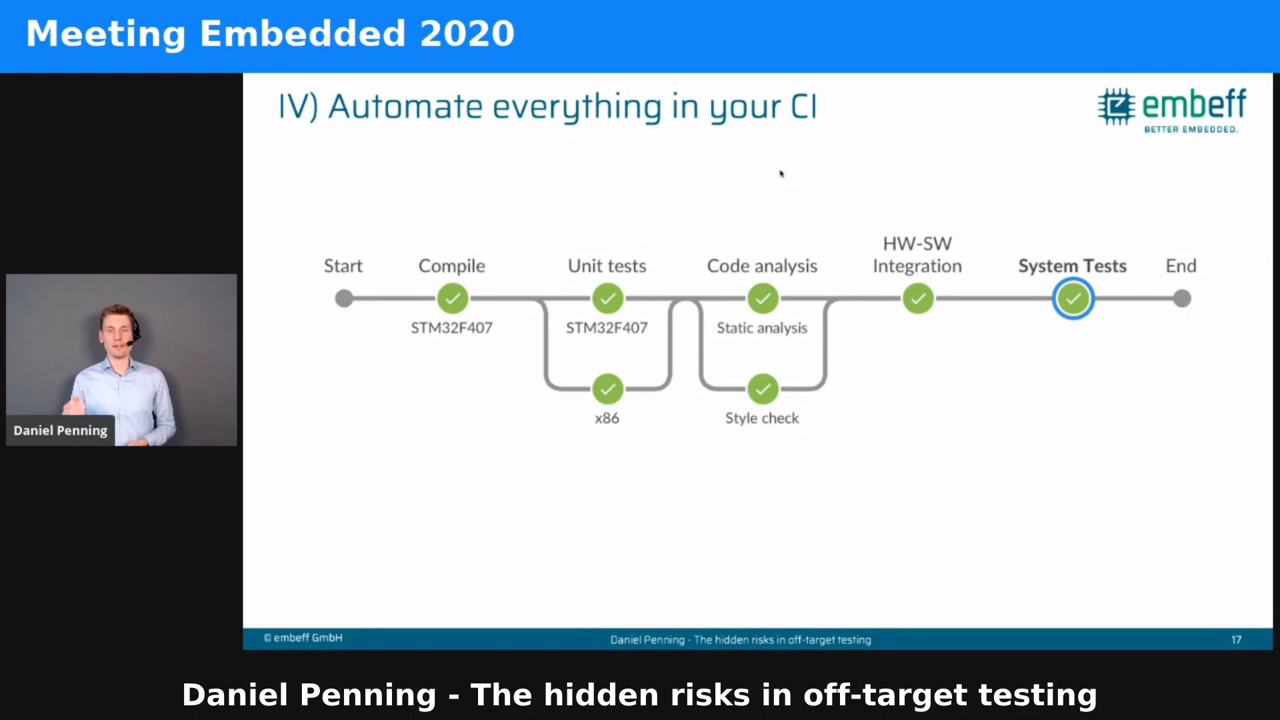 Meeting Embedded 2020
IV) Automate everything in your CI
embeff
BETTER EMBEDDED.
Start
Compile
Unit tests
Code analysis
HW-SW
Integration
System Tests
End
STM32F407
STM32F407
Static analysis
x86
Style check
Daniel Penning
© embeff GmbH
Daniel Penning - The hidden risks in off-target testing
17
Daniel Penning - The hidden risks in off-target testing